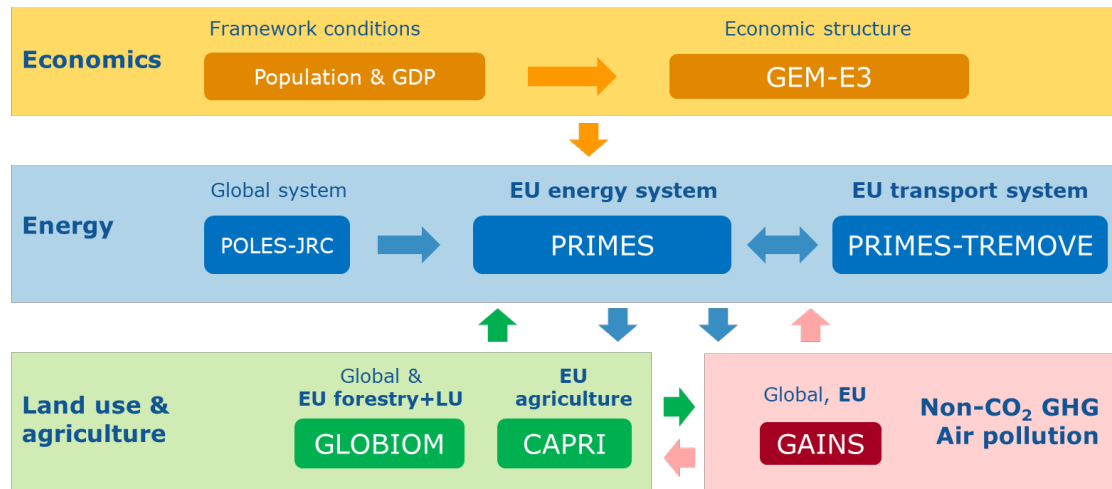 Economics
Framework conditions
Population & GDP
Economic structure
GEM-E3
Energy
Global system
POLES-JRC
EU energy system
PRIMES
EU transport system
PRIMES-TREMOVE
Land use &
agriculture
Global &
EU forestry+LU
GLOBIOM
EU
agriculture
CAPRI
Global, EU
GAINS
Non-CO₂ GHG
Air pollution